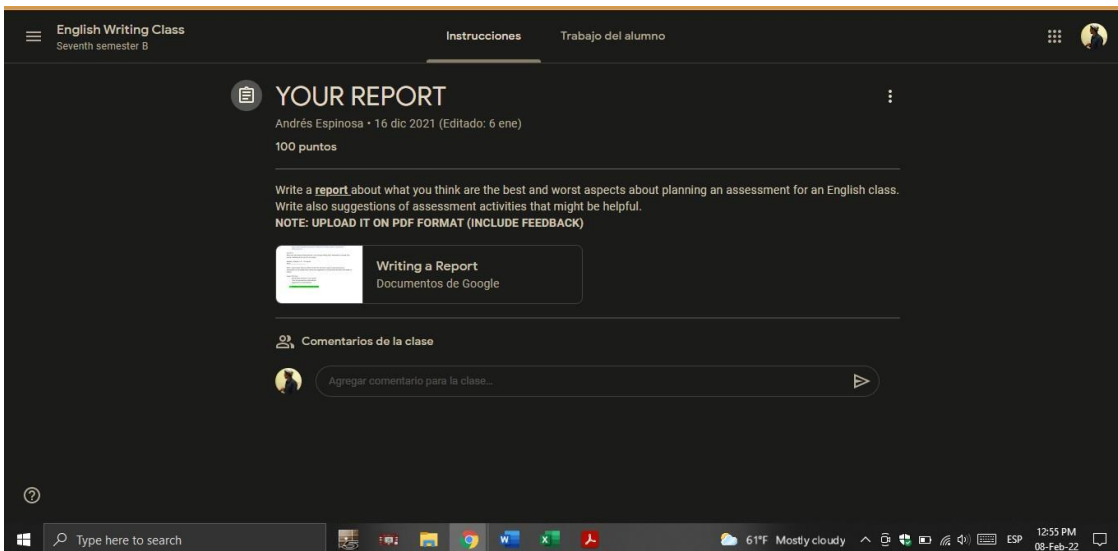 English Writing Class
Seventh semester B
Instrucciones
Trabajo del alumno
YOUR REPORT
Andrés Espinosa • 16 dic 2021 (Editado: 6 ene)
100 puntos
Write a report about what you think are the best and worst aspects about planning an assessment for an English class.
Write also suggestions of assessment activities that might be helpful.
NOTE: UPLOAD IT ON PDF FORMAT (INCLUDE FEEDBACK)
Writing a Report
Documentos de Google
Comentarios de la clase
Agregar comentario para la clase...
Type here to search
61°F Mostly cloudy
ESP
12:55 PM
08-Feb-22